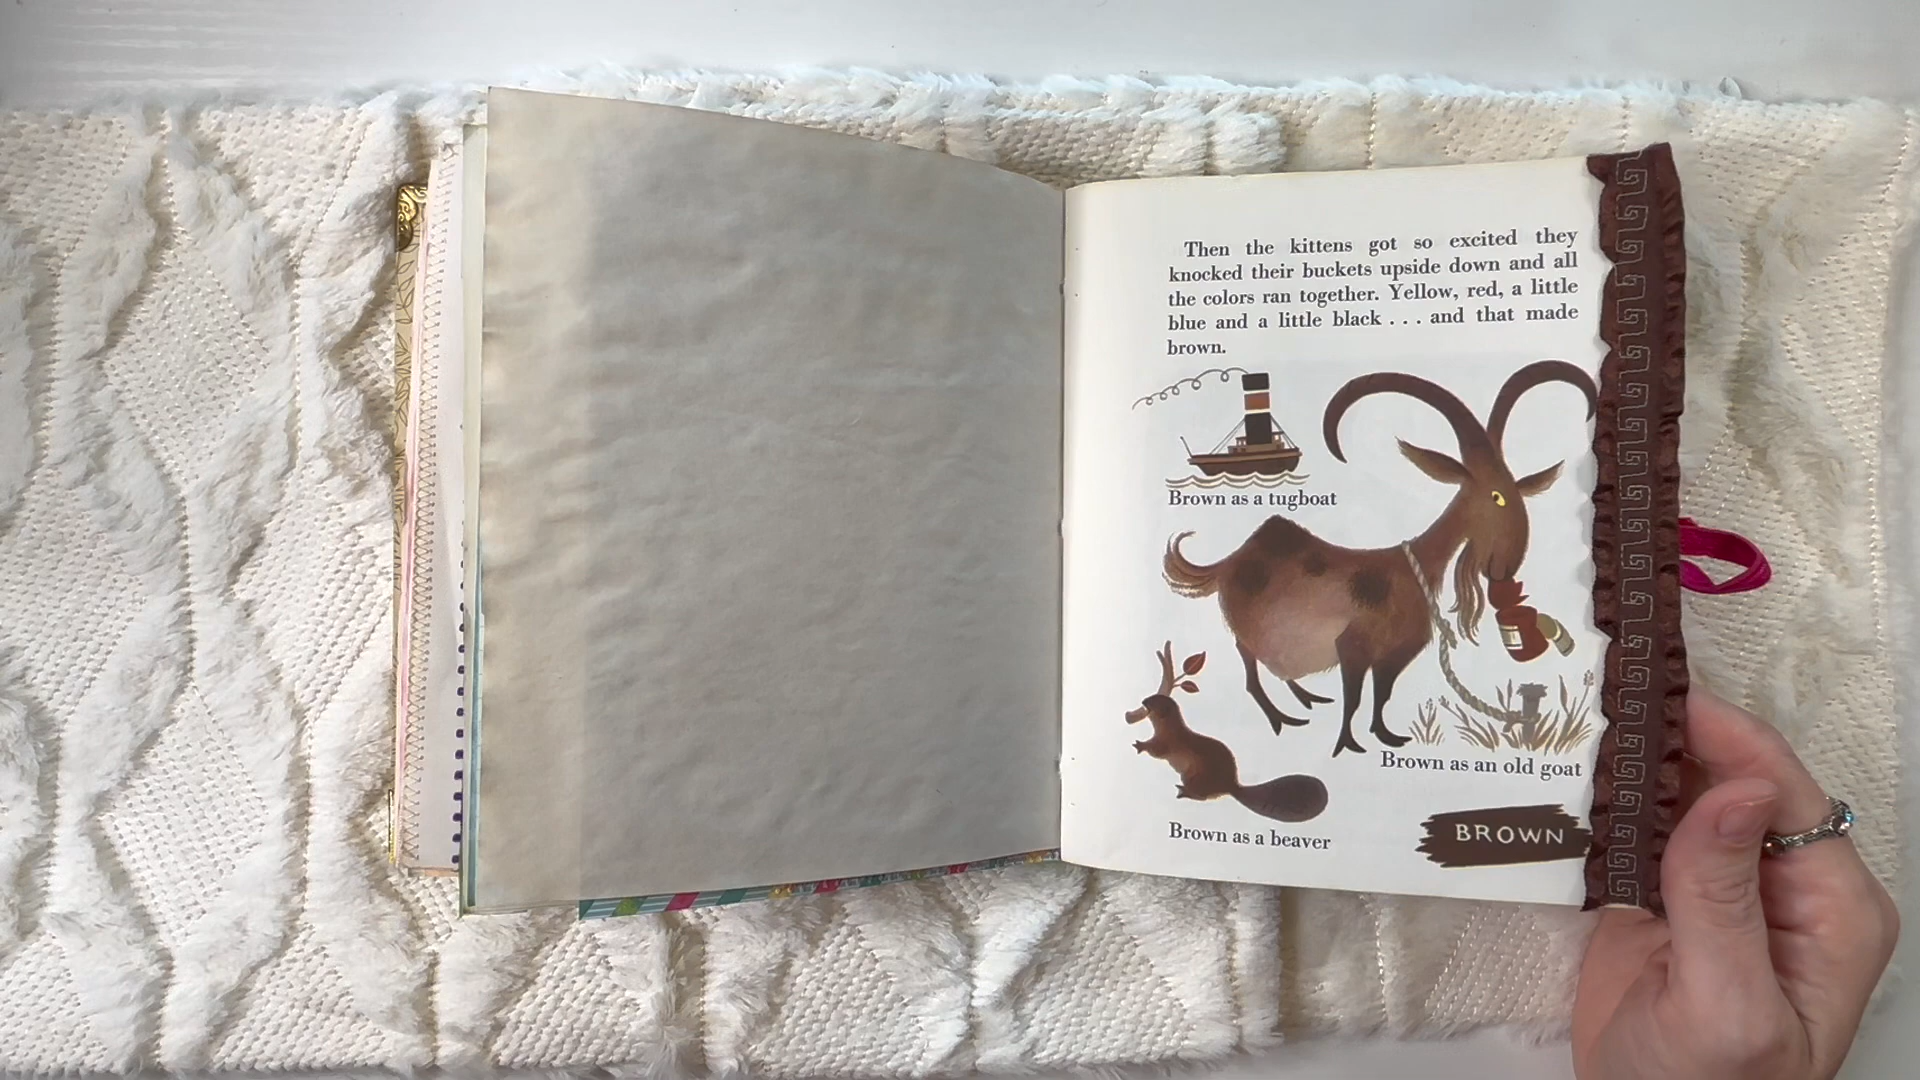 Then the kittens got so excited they
knocked their buckets upside down and all
the colors ran together. Yellow, red, a little
blue and a little black . . . and that made
brown.
Brown as a tugboat
Brown as an old goat
Brown as a beaver
BROWN